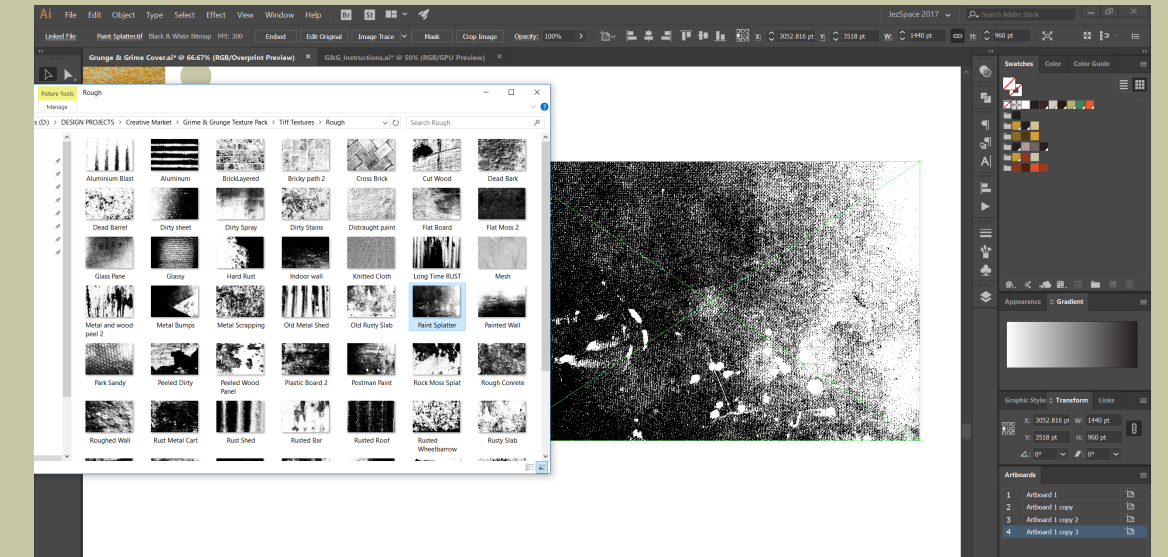 Ai File Edit Object Type Select Effect View Window Help Br St JezSpace 2017 Search Adobe Stock
Linked File Paint Splatter.tif Black & White Bitmap PPI: 300 Embed Edit Original Image Trace Mask Crop Image Opacity: 100% X: 3052.816 pt Y: 3518 pt W: 1440 pt H: 960 pt
Grunge & Grime Cover.ai* @ 66.67% (RGB/Overprint Preview) × G&G_Instructions.ai* @ 50% (RGB/GPU Preview) ×
Picture Tools Rough
Manage
s (D:) > DESIGN PROJECTS > Creative Market > Grime & Grunge Texture Pack > Tiff Textures > Rough Search Rough
Aluminium Blast Aluminum BrickLayered Bricky path 2 Cross Brick Cut Wood Dead Bark
Dead Barrel Dirty sheet Dirty Spray Dirty Stains Distraught paint Flat Board Flat Moss 2
Glass Pane Glassy Hard Rust Indoor wall Knitted Cloth Long Time RUST Mesh
Metal and wood peel 2 Metal Bumps Metal Scrapping Old Metal Shed Old Rusty Slab Paint Splatter Painted Wall
Park Sandy Peeled Dirty Peeled Wood Panel Plastic Board 2 Postman Paint Rock Moss Splat Rough Conrete
Roughed Wall Rust Metal Cart Rust Shed Rusted Bar Rusted Roof Rusted Wheelbarrow Rusty Slab
Swatches Color Color Guide
Appearance Gradient
Graphic Styles Transform Links
X: 3052.816 pt W: 1440 pt
Y: 3518 pt H: 960 pt
0° 0°
Artboards
1 Artboard 1
2 Artboard 1 copy
3 Artboard 1 copy 2
4 Artboard 1 copy 3